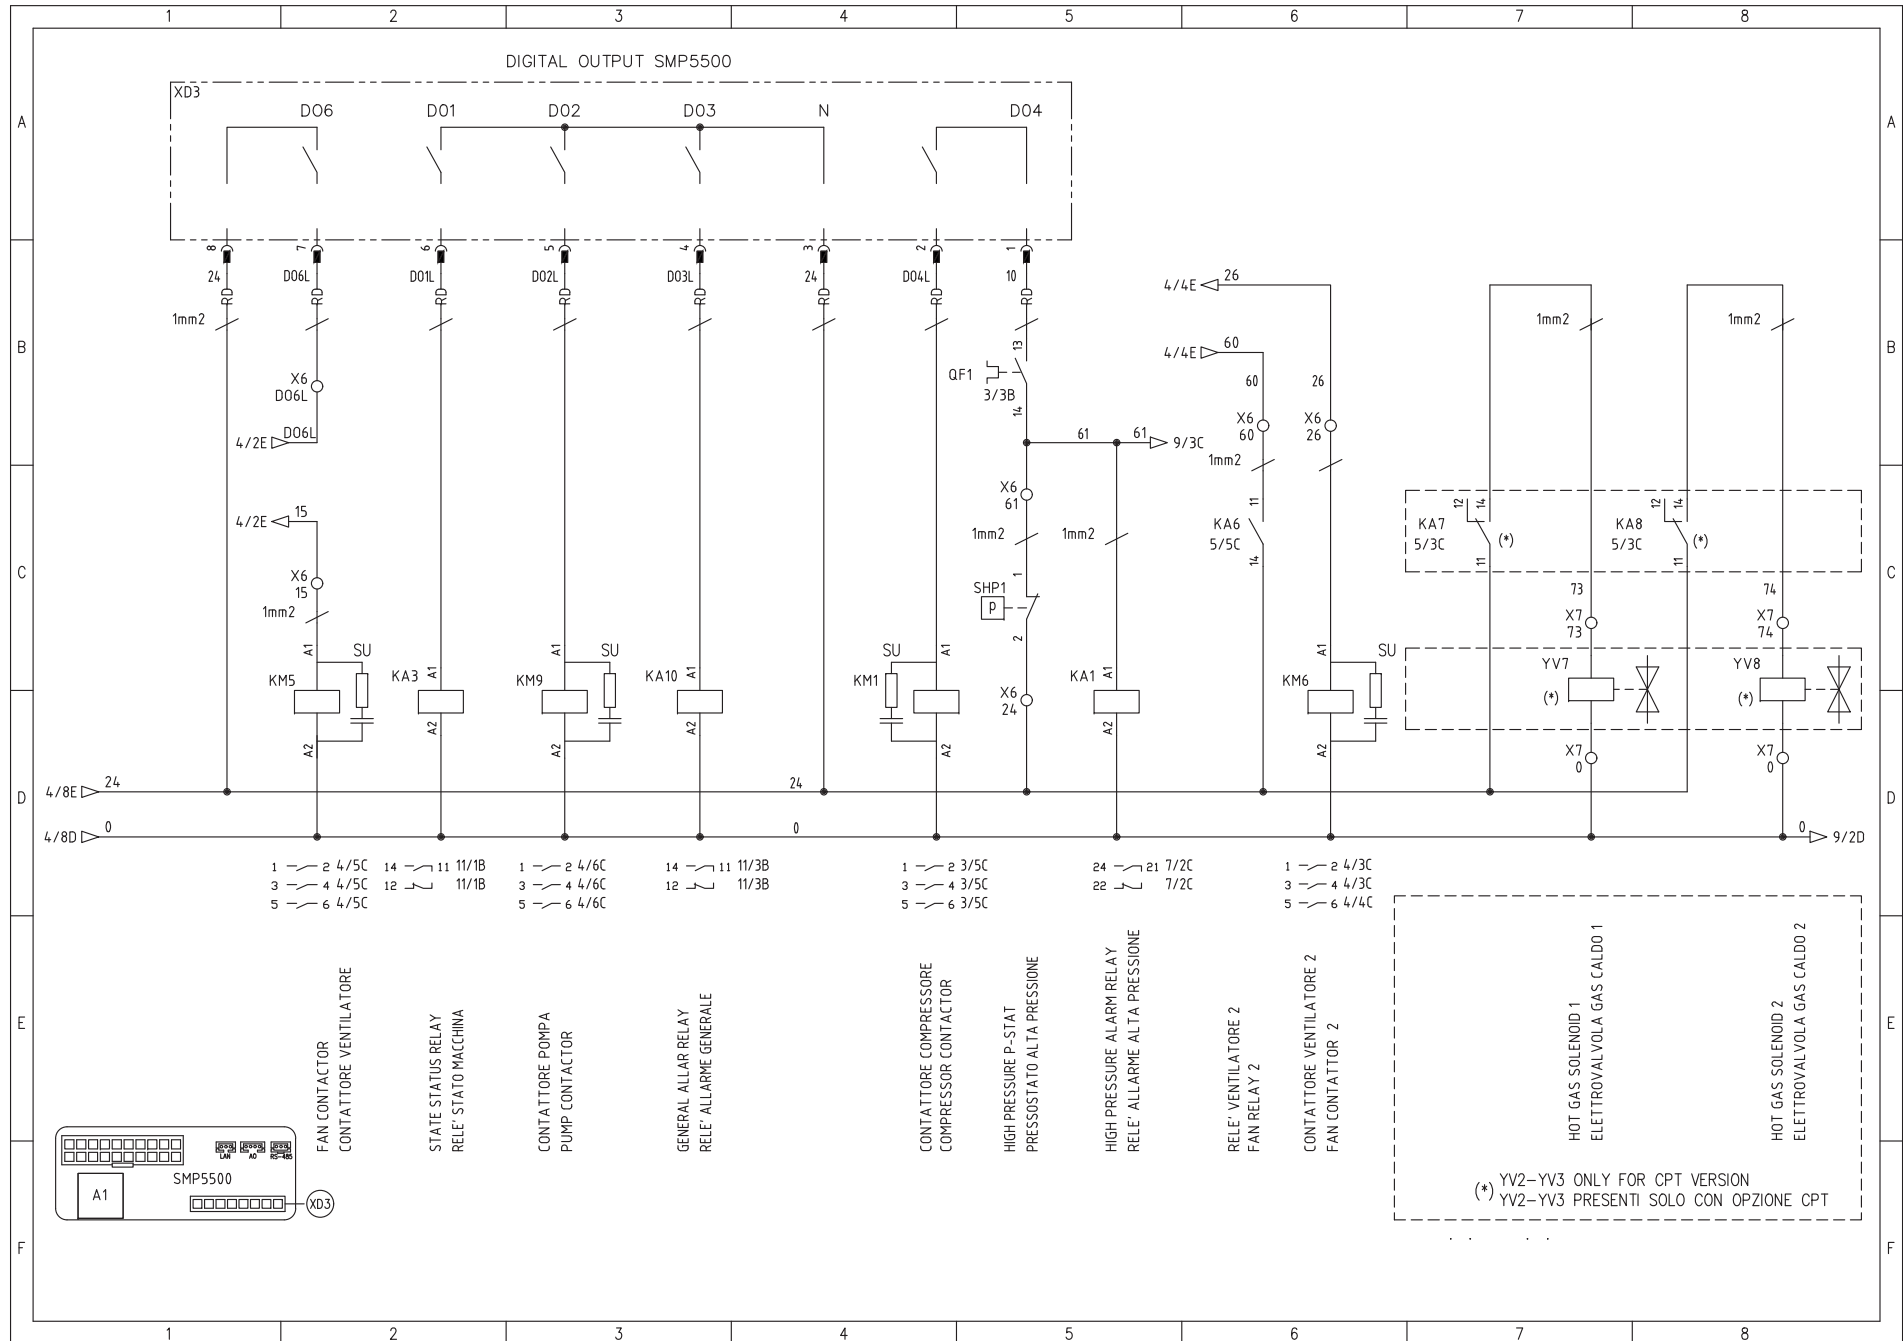 1 2 3 4 5 6 7 8
DIGITAL OUTPUT SMP5500
XD3
DO6 DO1 DO2 DO3 N DO4
A A
8 7 6 5 4 3 2 1
24 DO6L DO1L DO2L DO3L 24 DO4L 10
RD RD RD RD RD RD RD RD
4/4E 26
1mm2 1mm2 1mm2
13
B B
4/4E 60
QF1
3/3B
14
X6
DO6L
60 26
4/2E DO6L
61 61 9/3C
X6
60
X6
26
1mm2
X6
61
11
KA6
5/5C
14
12 14
KA7
5/3C
(*)
11
12 14
KA8
5/3C
(*)
11
4/2E 15
1mm2 1mm2
C C
X6
15
1mm2
1
SHP1
P
2
73 74
X7
73
X7
74
A1 SU
KM5
A2
A1
KA3
A2
A1 SU
KM9
A2
A1
KA10
A2
SU A1
KM1
A2
X6
24
A1
KA1
A2
A1 SU
KM6
A2
YV7
(*)
YV8
(*)
X7
0
X7
0
4/8E 24 24
D D
4/8D 0 0 0 9/2D
1 2 4/5C
3 4 4/5C
5 6 4/5C
14 11 11/1B
12 11/1B
1 2 4/6C
3 4 4/6C
5 6 4/6C
14 11 11/3B
12 11/3B
1 2 3/5C
3 4 3/5C
5 6 3/5C
24 21 7/2C
22 7/2C
1 2 4/3C
3 4 4/3C
5 6 4/4C
E E
FAN CONTACTOR
CONTATTORE VENTILATORE
STATE STATUS RELAY
RELE' STATO MACCHINA
CONTATTORE POMPA
PUMP CONTACTOR
GENERAL ALLAR RELAY
RELE' ALLARME GENERALE
CONTATTORE COMPRESSORE
COMPRESSOR CONTACTOR
HIGH PRESSURE P-STAT
PRESSOSTATO ALTA PRESSIONE
HIGH PRESSURE ALARM RELAY
RELE' ALLARME ALTA PRESSIONE
RELE' VENTILATORE 2
FAN RELAY 2
CONTATTORE VENTILATORE 2
FAN CONTATTOR 2
HOT GAS SOLENOID 1
ELETTROVALVOLA GAS CALDO 1
HOT GAS SOLENOID 2
ELETTROVALVOLA GAS CALDO 2
LAN AO RS-485
SMP5500
A1
XD3
(*) YV2-YV3 ONLY FOR CPT VERSION
YV2-YV3 PRESENTI SOLO CON OPZIONE CPT
F F
1 2 3 4 5 6 7 8